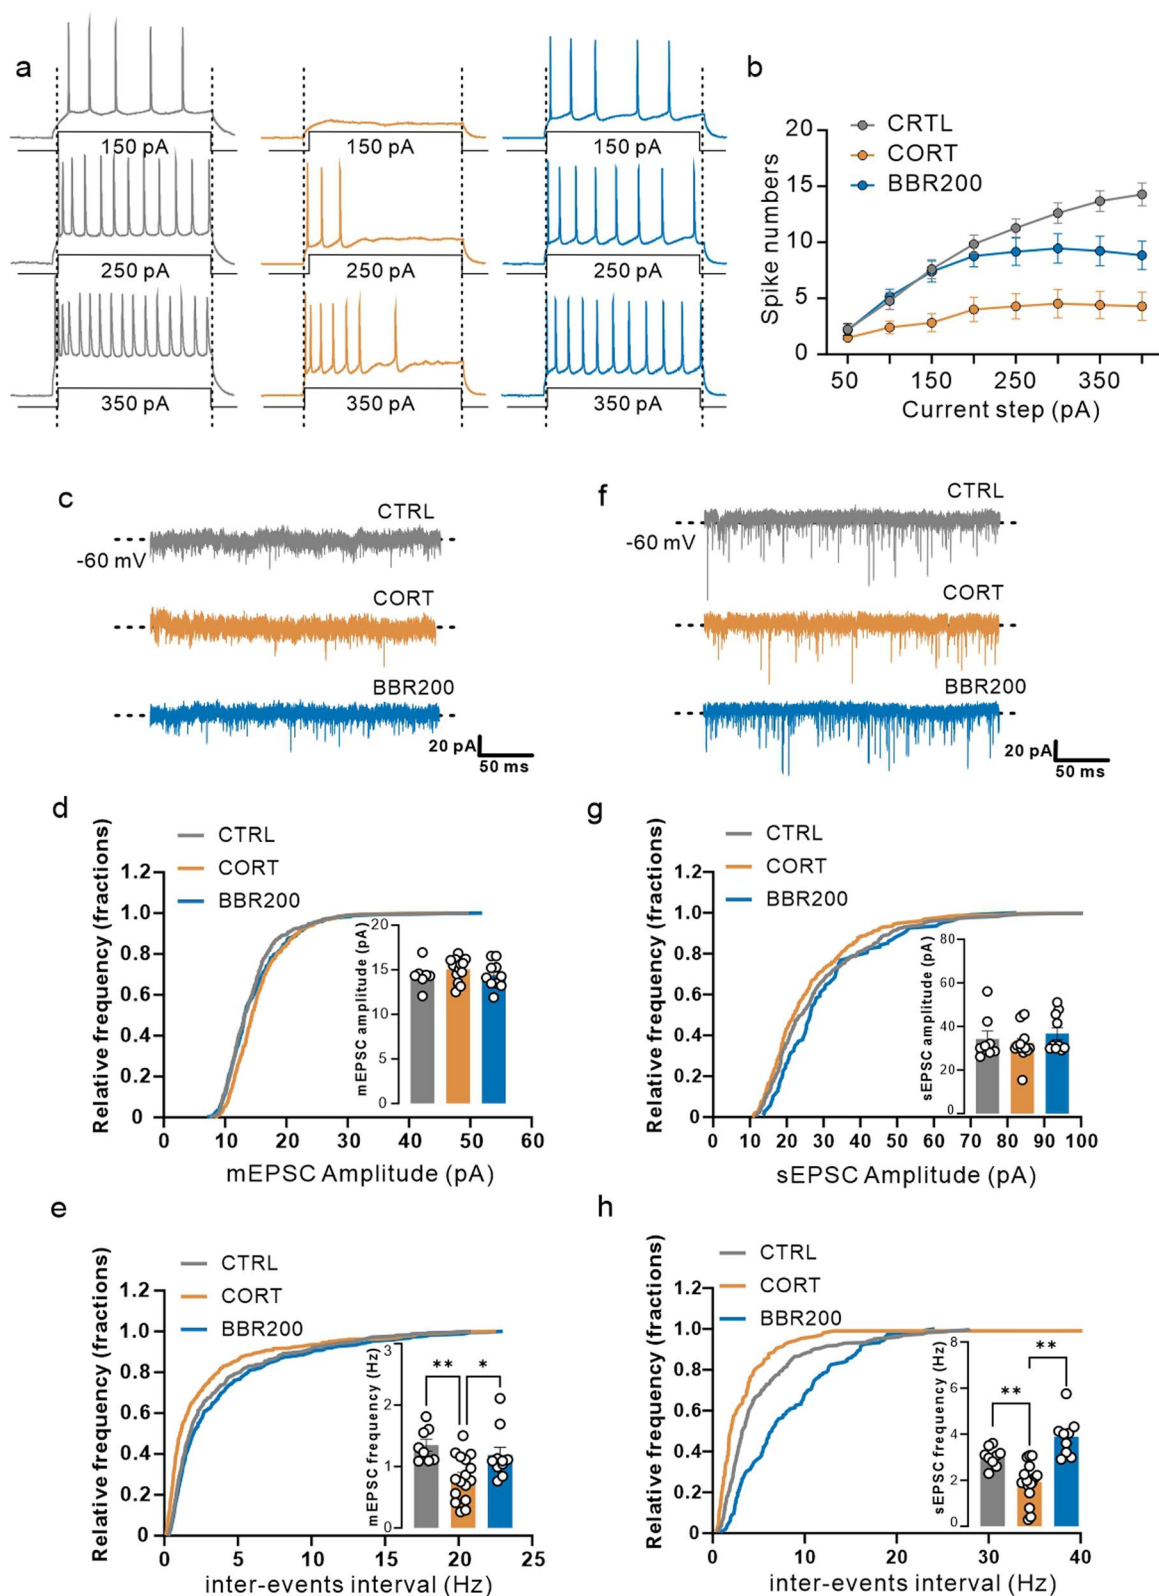 a
150 pA
150 pA
150 pA
250 pA
250 pA
250 pA
350 pA
350 pA
350 pA
b
CRTL
CORT
BBR200
Spike numbers
20
15
10
5
0
50
150
250
350
Current step (pA)
c
CTRL
-60 mV
CORT
BBR200
20 pA
50 ms
f
CTRL
-60 mV
CORT
BBR200
20 pA
50 ms
d
CTRL
CORT
BBR200
Relative frequency (fractions)
1.2
1.0
0.8
0.6
0.4
0.2
0
0 10 20 30 40 50 60
mEPSC Amplitude (pA)
mEPSC amplitude (pA)
20
15
10
5
0
g
CTRL
CORT
BBR200
Relative frequency (fractions)
1.2
1.0
0.8
0.6
0.4
0.2
0
0 10 20 30 40 50 60 70 80 90 100
sEPSC Amplitude (pA)
sEPSC amplitude (pA)
80
60
40
20
0
e
CTRL
CORT
BBR200
Relative frequency (fractions)
1.2
1.0
0.8
0.6
0.4
0.2
0
0 5 10 15 20 25
inter-events interval (Hz)
mEPSC frequency (Hz)
3
2
1
0
** *
h
CTRL
CORT
BBR200
Relative frequency (fractions)
1.2
1.0
0.8
0.6
0.4
0.2
0
0 10 20 30 40
inter-events interval (Hz)
sEPSC frequency (Hz)
8
6
4
2
0
**
**